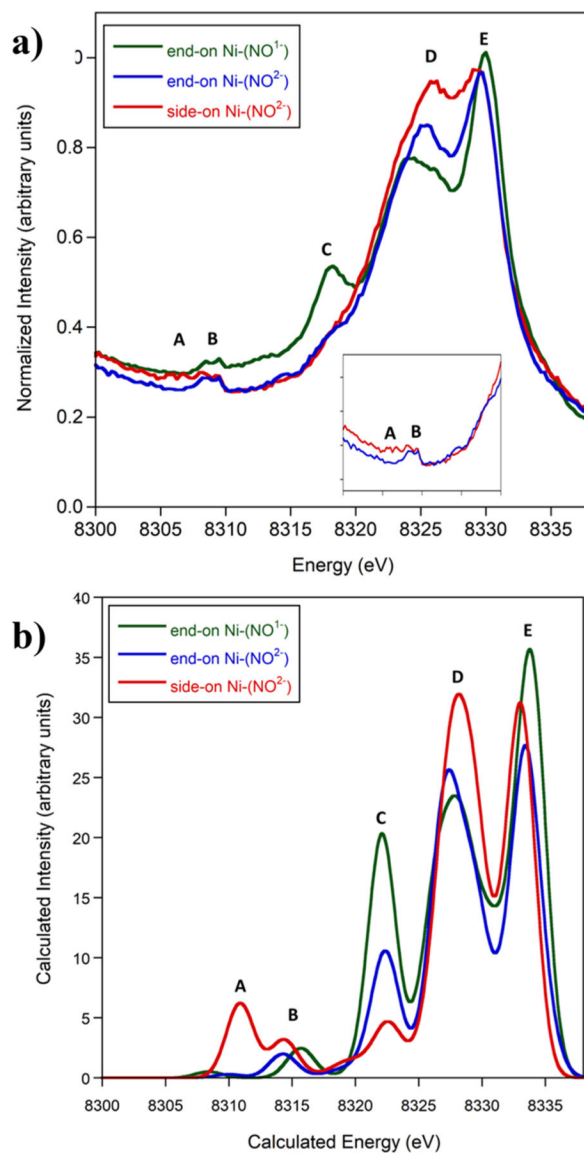 a)
end-on Ni-(NO¹⁻)
end-on Ni-(NO²⁻)
side-on Ni-(NO²⁻)
A
B
C
D
E
A
B
0
0.8
0.6
0.4
0.2
0.0
Normalized Intensity (arbitrary units)
8300 8305 8310 8315 8320 8325 8330 8335
Energy (eV)
b)
end-on Ni-(NO¹⁻)
end-on Ni-(NO²⁻)
side-on Ni-(NO²⁻)
A
B
C
D
E
40
35
30
25
20
15
10
5
0
Calculated Intensity (arbitrary units)
8300 8305 8310 8315 8320 8325 8330 8335
Calculated Energy (eV)